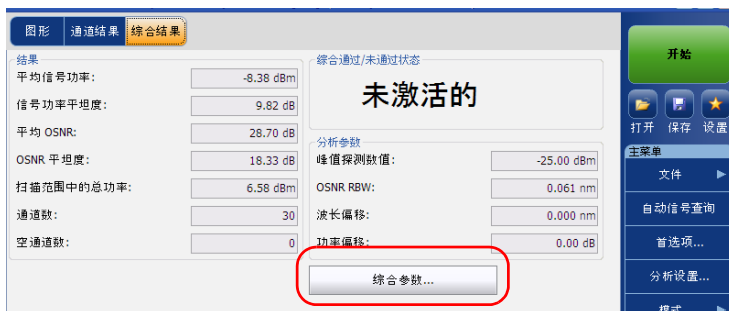 图形 通道结果 综合结果
结果
平均信号功率: -8.38 dBm
信号功率平坦度: 9.82 dB
平均 OSNR: 28.70 dB
OSNR 平坦度: 18.33 dB
扫描范围中的总功率: 6.58 dBm
通道数: 30
空通道数: 0
综合通过/未通过状态
未激活的
分析参数
峰值探测数值: -25.00 dBm
OSNR RBW: 0.061 nm
波长偏移: 0.000 nm
功率偏移: 0.00 dB
综合参数...
开始
打开 保存 设置
主菜单
文件
自动信号查询
首选项...
分析设置...
模式